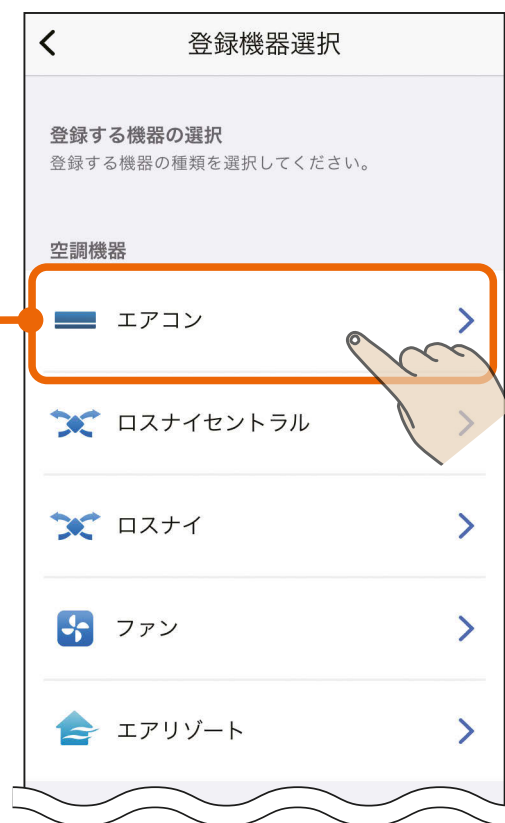 登録機器選択
登録する機器の選択
登録する機器の種類を選択してください。
空調機器
エアコン
ロスナイセントラル
ロスナイ
ファン
エアリゾート